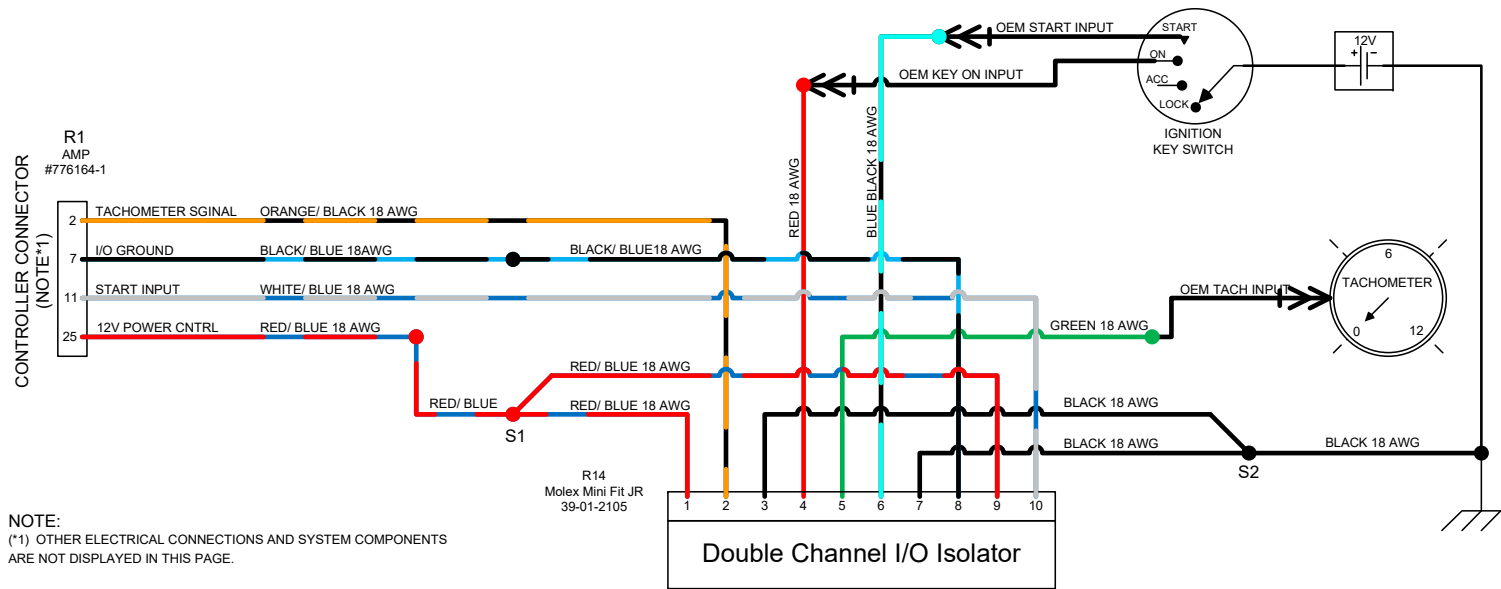 OEM START INPUT
START
12V
+ −
ON
OEM KEY ON INPUT
ACC
LOCK
IGNITION
KEY SWITCH
R1
AMP
#776164-1
CONTROLLER CONNECTOR
(NOTE*1)
RED 18 AWG
BLUE BLACK 18 AWG
2
TACHOMETER SGINAL
ORANGE/ BLACK 18 AWG
7
I/O GROUND
BLACK/ BLUE 18AWG
BLACK/ BLUE18 AWG
11
START INPUT
WHITE/ BLUE 18 AWG
25
12V POWER CNTRL
RED/ BLUE 18 AWG
OEM TACH INPUT
6
TACHOMETER
0
12
GREEN 18 AWG
RED/ BLUE 18 AWG
RED/ BLUE
RED/ BLUE 18 AWG
S1
BLACK 18 AWG
BLACK 18 AWG
BLACK 18 AWG
S2
R14
Molex Mini Fit JR
39-01-2105
1 2 3 4 5 6 7 8 9 10
Double Channel I/O Isolator
NOTE:
(*1) OTHER ELECTRICAL CONNECTIONS AND SYSTEM COMPONENTS
ARE NOT DISPLAYED IN THIS PAGE.